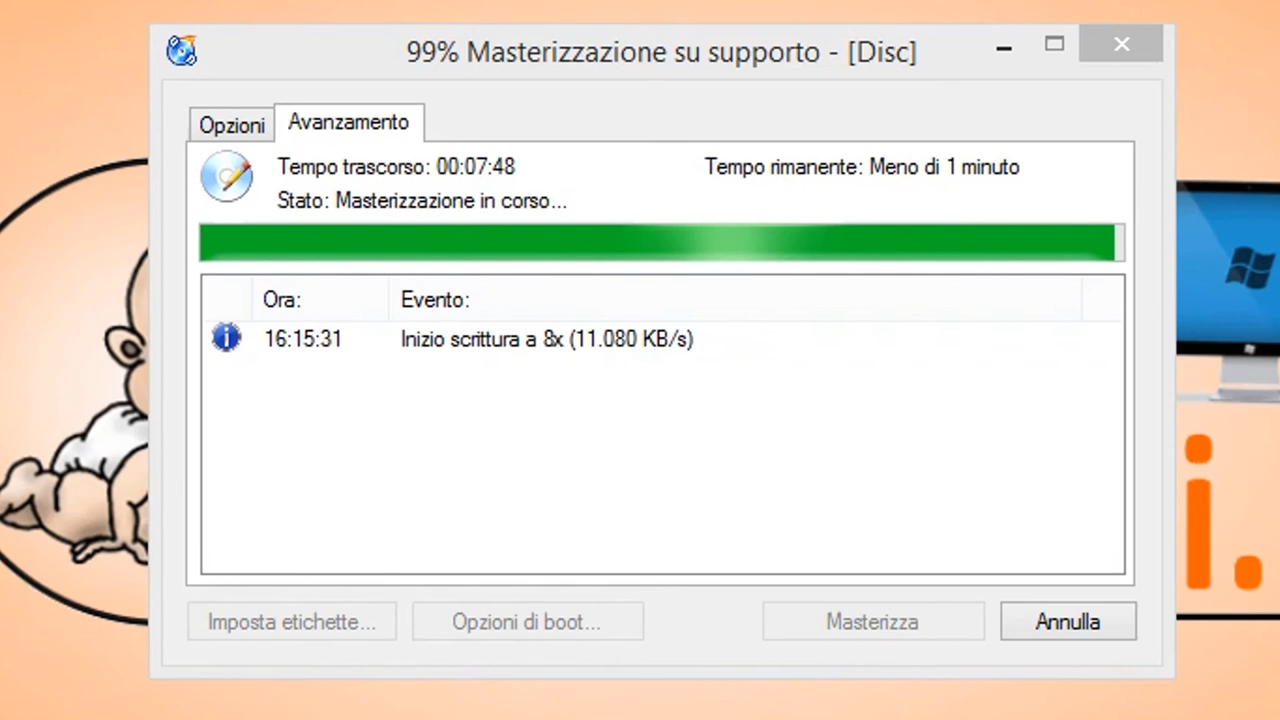 99% Masterizzazione su supporto - [Disc]
Opzioni
Avanzamento
Tempo trascorso: 00:07:48
Tempo rimanente: Meno di 1 minuto
Stato: Masterizzazione in corso...
Ora:
Evento:
16:15:31
Inizio scrittura a 8x (11.080 KB/s)
Imposta etichette...
Opzioni di boot...
Masterizza
Annulla
i.